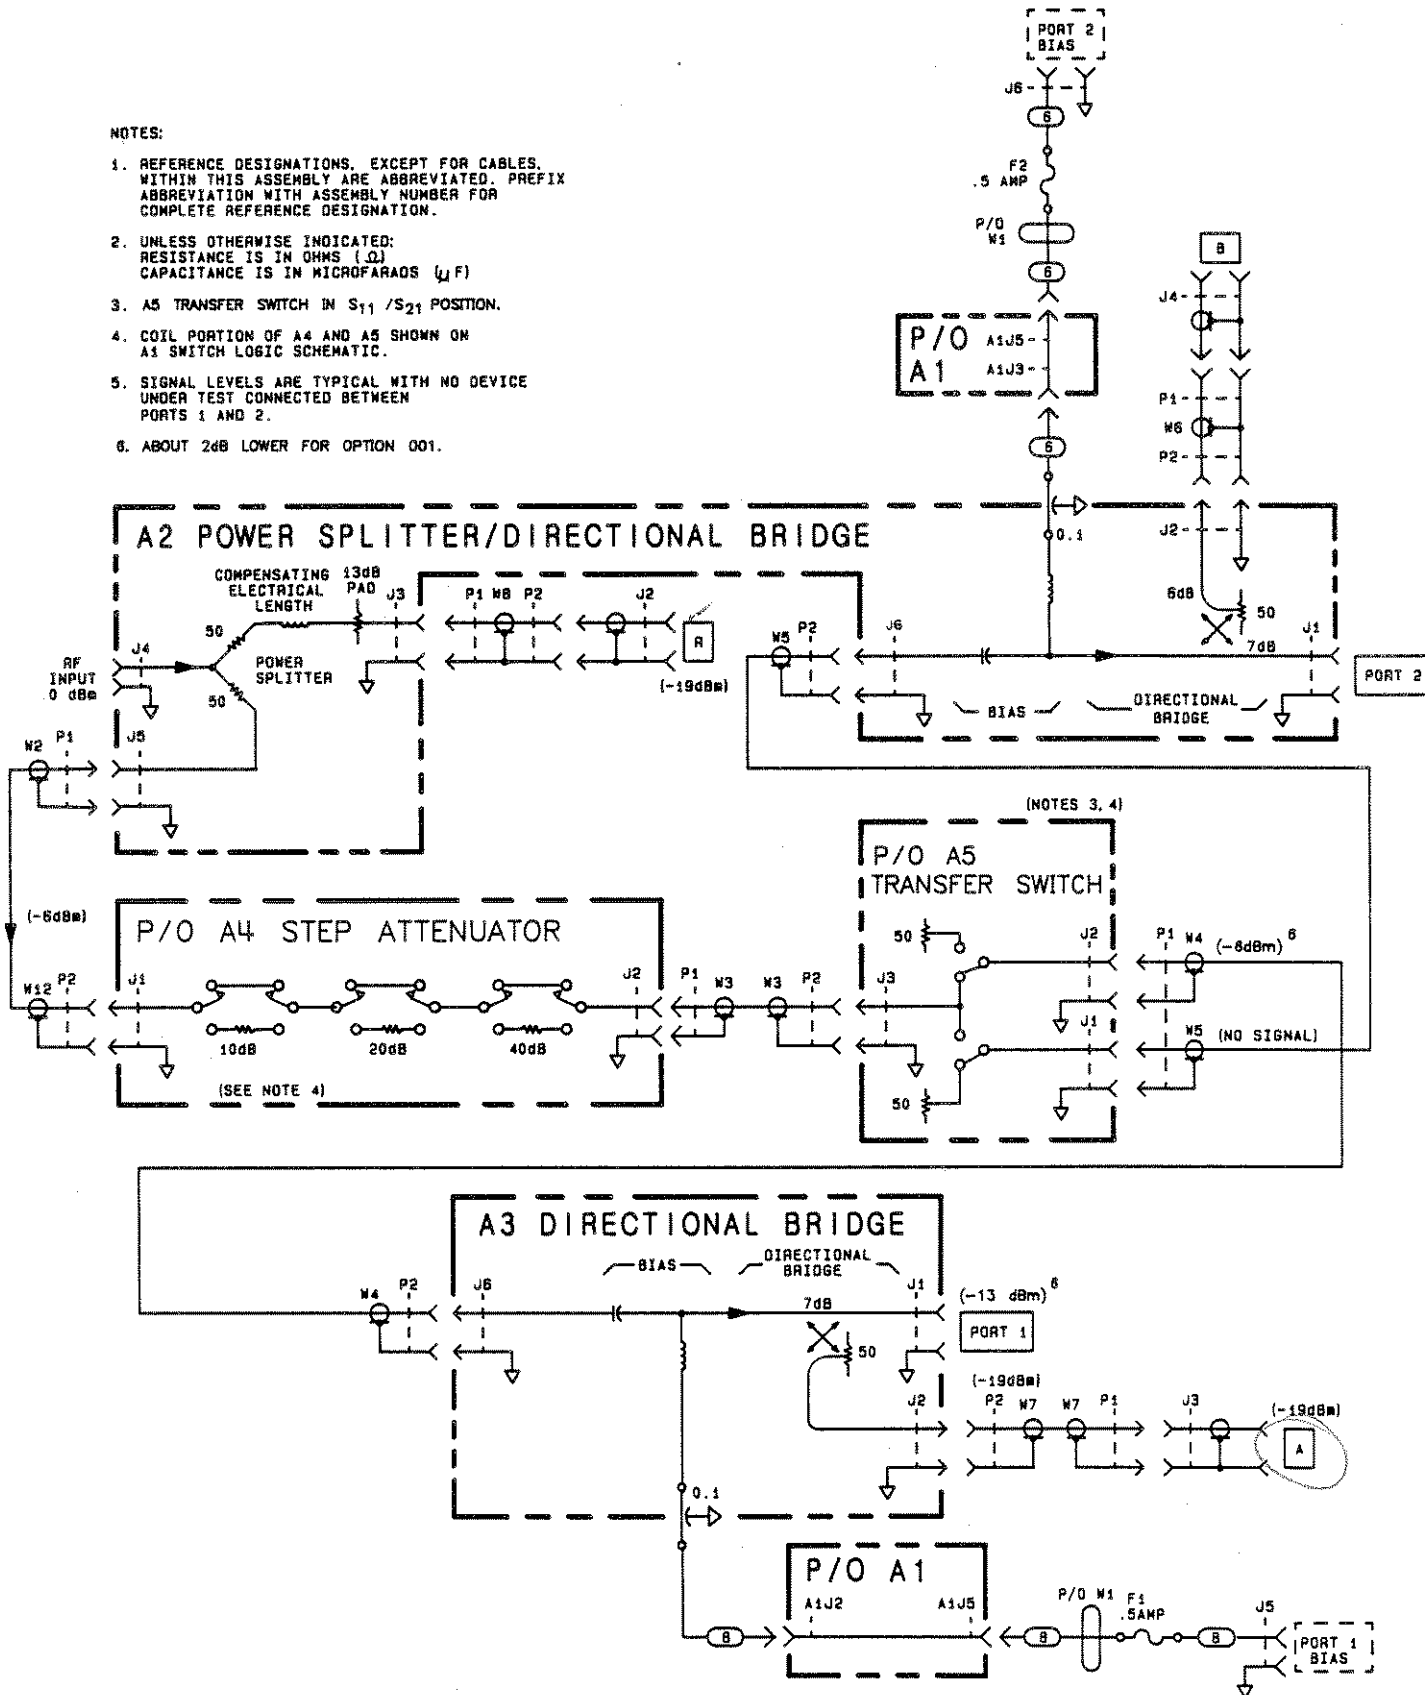 PORT 2
BIAS
J6
6
F2
.5 AMP
P/O
W1
6
NOTES:
1. REFERENCE DESIGNATIONS, EXCEPT FOR CABLES,
WITHIN THIS ASSEMBLY ARE ABBREVIATED. PREFIX
ABBREVIATION WITH ASSEMBLY NUMBER FOR
COMPLETE REFERENCE DESIGNATION.
2. UNLESS OTHERWISE INDICATED:
RESISTANCE IS IN OHMS (Ω)
CAPACITANCE IS IN MICROFARADS (μF)
3. A5 TRANSFER SWITCH IN S11 /S21 POSITION.
4. COIL PORTION OF A4 AND A5 SHOWN ON
A1 SWITCH LOGIC SCHEMATIC.
5. SIGNAL LEVELS ARE TYPICAL WITH NO DEVICE
UNDER TEST CONNECTED BETWEEN
PORTS 1 AND 2.
6. ABOUT 2dB LOWER FOR OPTION 001.
B
J4
P/O
A1
A1J5
A1J3
P1
W6
P2
6
A2 POWER SPLITTER/DIRECTIONAL BRIDGE
0.1
J2
COMPENSATING
ELECTRICAL
LENGTH
13dB
PAD
J3
P1 W8 P2
J2
R
(-19dBm)
50
J4
RF
INPUT
0 dBm
POWER
SPLITTER
50
W5
P2
J6
6dB
50
7dB
J1
PORT 2
BIAS
DIRECTIONAL
BRIDGE
W2
P1
J5
(NOTES 3, 4)
P/O A5
TRANSFER SWITCH
(-6dBm)
P/O A4 STEP ATTENUATOR
50
J2
P1 W4
(-6dBm) 6
W12 P2
J1
J2
P1
W3
W3
P2
J3
10dB
20dB
40dB
J1
W5
(NO SIGNAL)
(SEE NOTE 4)
50
A3 DIRECTIONAL BRIDGE
BIAS
DIRECTIONAL
BRIDGE
W4
P2
J6
7dB
J1
(-13 dBm) 6
PORT 1
50
(-19dBm)
J2
P2 W7
W7 P1
J3
(-19dBm)
A
0.1
P/O A1
A1J2
A1J5
P/O W1
F1
.5AMP
J5
8
8
8
PORT 1
BIAS